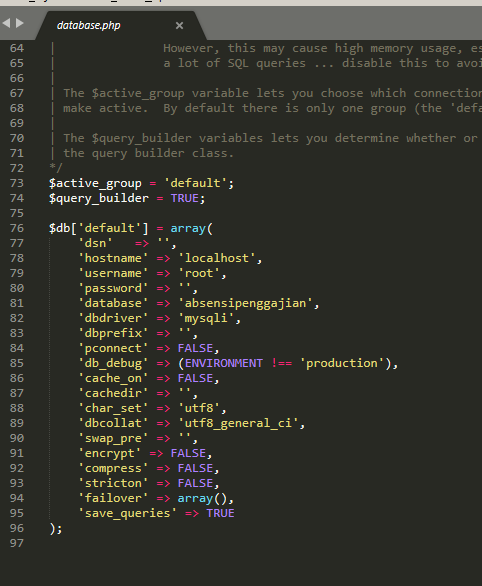 database.php ×
64 | However, this may cause high memory usage, es
65 | a lot of SQL queries ... disable this to avoi
66 |
67 | The $active_group variable lets you choose which connection
68 | make active. By default there is only one group (the 'defa
69 |
70 | The $query_builder variables lets you determine whether or
71 | the query builder class.
72 */
73 $active_group = 'default';
74 $query_builder = TRUE;
75
76 $db['default'] = array(
77 'dsn' => '',
78 'hostname' => 'localhost',
79 'username' => 'root',
80 'password' => '',
81 'database' => 'absensipenggajian',
82 'dbdriver' => 'mysqli',
83 'dbprefix' => '',
84 'pconnect' => FALSE,
85 'db_debug' => (ENVIRONMENT !== 'production'),
86 'cache_on' => FALSE,
87 'cachedir' => '',
88 'char_set' => 'utf8',
89 'dbcollat' => 'utf8_general_ci',
90 'swap_pre' => '',
91 'encrypt' => FALSE,
92 'compress' => FALSE,
93 'stricton' => FALSE,
94 'failover' => array(),
95 'save_queries' => TRUE
96 );
97